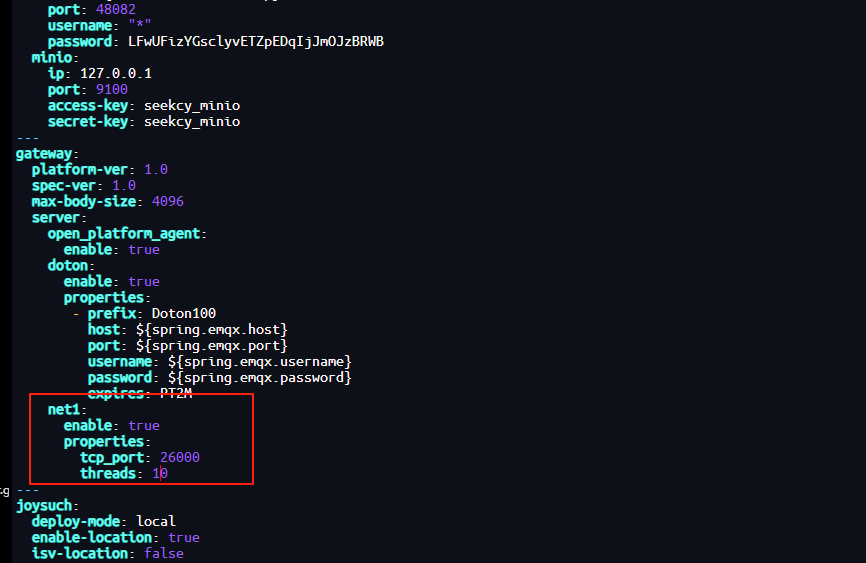 port: 48082
username: "*"
password: LFwUFizYGsclyvETZpEDqIjJmOJzBRWB
minio:
ip: 127.0.0.1
port: 9100
access-key: seekcy_minio
secret-key: seekcy_minio
---
gateway:
platform-ver: 1.0
spec-ver: 1.0
max-body-size: 4096
server:
open_platform_agent:
enable: true
doton:
enable: true
properties:
- prefix: Doton100
host: ${spring.emqx.host}
port: ${spring.emqx.port}
username: ${spring.emqx.username}
password: ${spring.emqx.password}
expires: PT2M
net1:
enable: true
properties:
tcp_port: 26000
threads: 10
---
joysuch:
deploy-mode: local
enable-location: true
isv-location: false